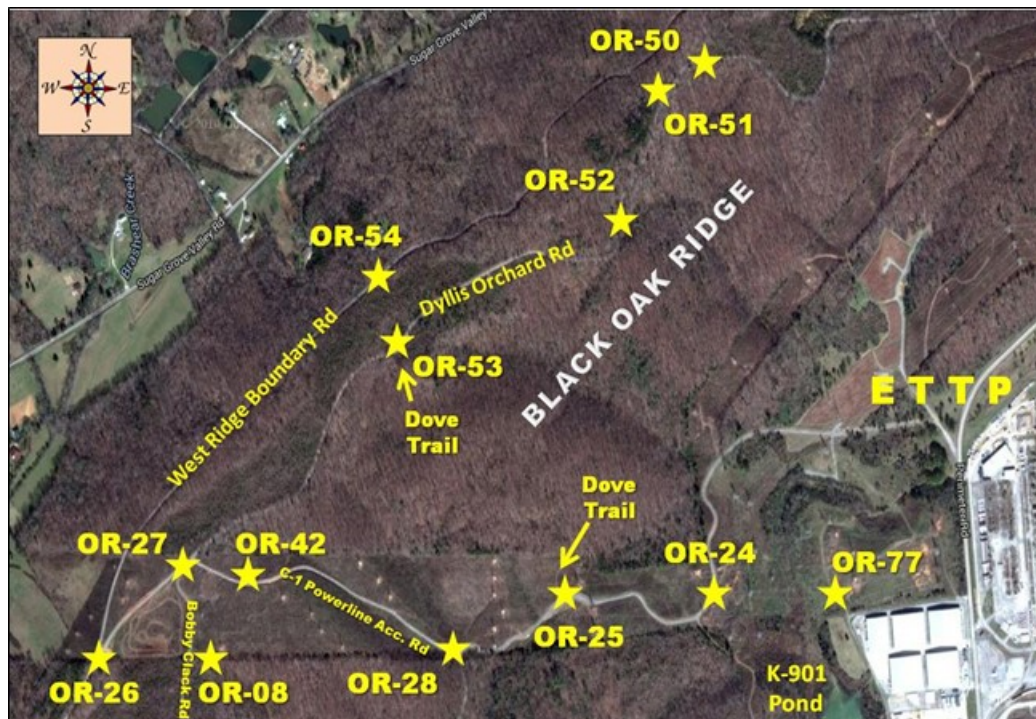 N
W E
S
Sugar Grove Valley
OR-50
OR-51
OR-52
OR-54
Brashear Creek
Sugar Grove Valley Rd
Dyllis Orchard Rd
BLACK OAK RIDGE
West Ridge Boundary Rd
OR-53
Dove
Trail
ETTP
Perimeter Rd
Dove
Trail
OR-27
OR-42
OR-24
OR-77
C-1 Powerline Acc. Rd
Bobby Clack Rd
OR-25
OR-26
OR-08
OR-28
K-901
Pond